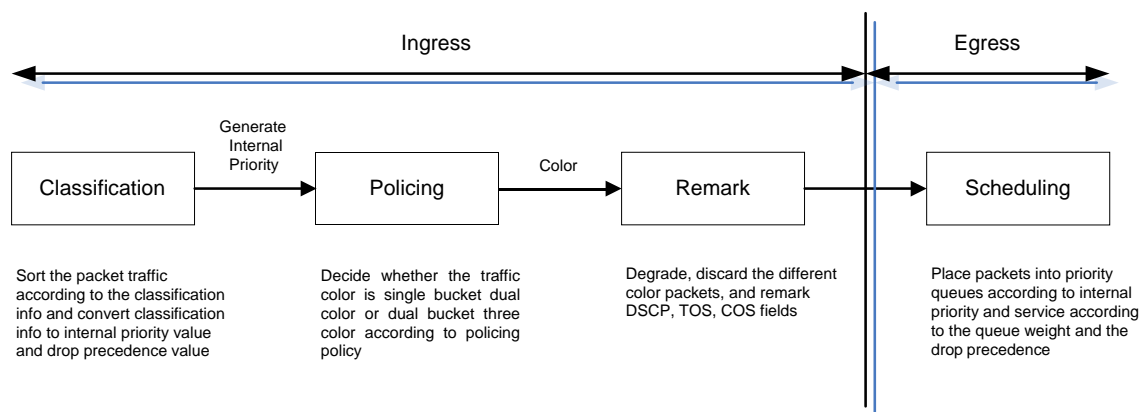 Ingress
Egress
Generate
Internal
Priority
Color
Classification
Policing
Remark
Scheduling
Sort the packet traffic
according to the classification
info and convert classification
info to internal priority value
and drop precedence value
Decide whether the traffic
color is single bucket dual
color or dual bucket three
color according to policing
policy
Degrade, discard the different
color packets, and remark
DSCP, TOS, COS fields
Place packets into priority
queues according to internal
priority and service according
to the queue weight and the
drop precedence